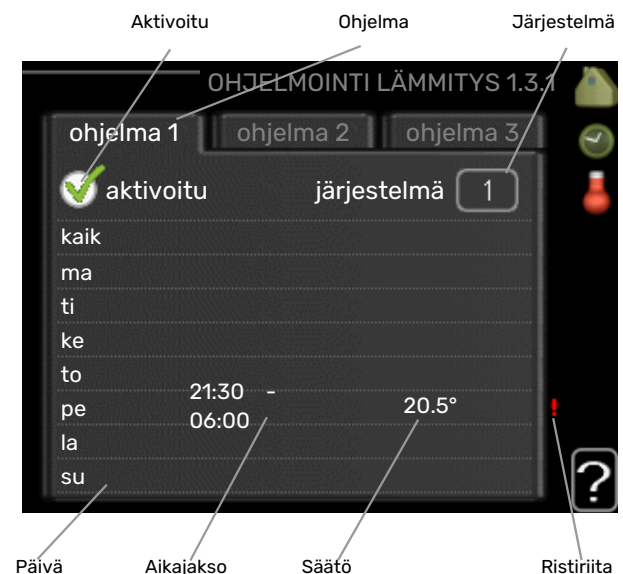 Aktivoitu Ohjelma Järjestelmä
OHJELMOINTI LÄMMITYS 1.3.1
ohjelma 1 ohjelma 2 ohjelma 3
aktivoitu järjestelmä 1
kaik
ma
ti
ke
to
pe 21:30 - 06:00 20.5° !
la
su
?
Päivä Aikajakso Säätö Ristiriita